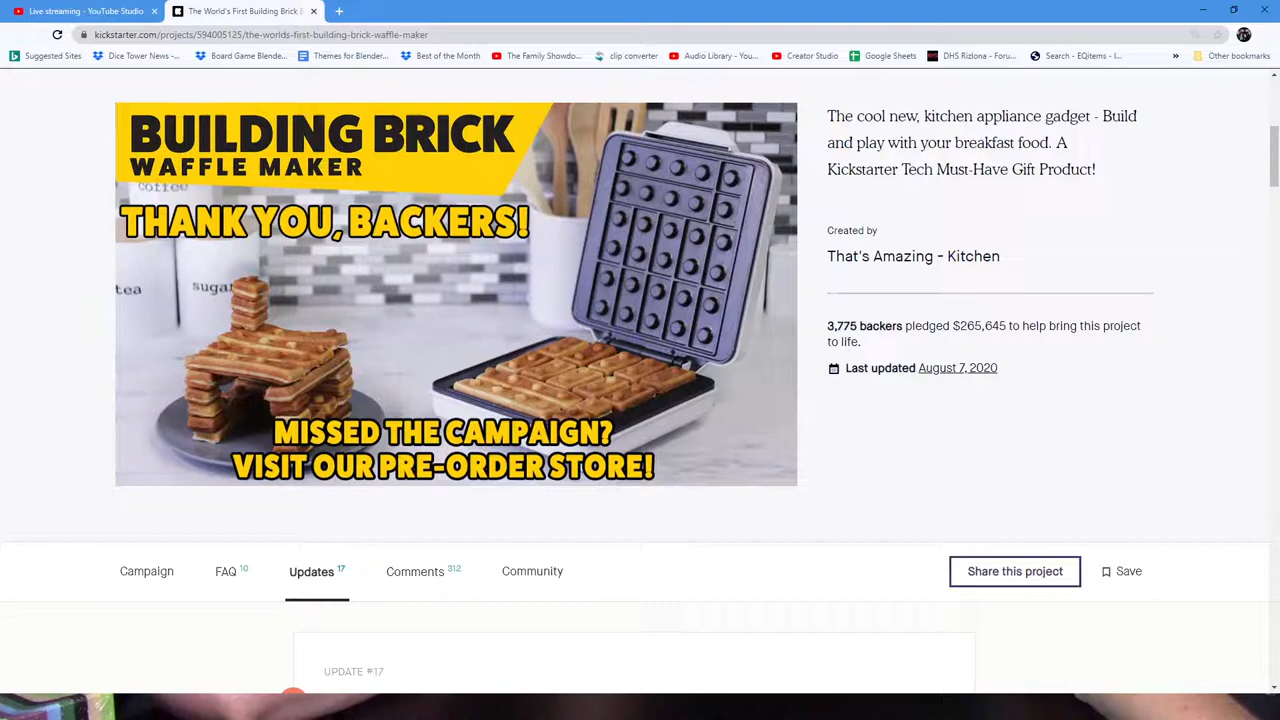 Live streaming - YouTube Studio
The World's First Building Brick B
kickstarter.com/projects/594005125/the-worlds-first-building-brick-waffle-maker
Suggested Sites
Dice Tower News -...
Board Game Blende...
Themes for Blender...
Best of the Month
The Family Showdo...
clip converter
Audio Library - You...
Creator Studio
Google Sheets
DHS Rizlona - Foru...
Search - EQitems - I...
Other bookmarks
BUILDING BRICK
WAFFLE MAKER
coffee
THANK YOU, BACKERS!
tea
sugar
MISSED THE CAMPAIGN?
VISIT OUR PRE-ORDER STORE!
The cool new, kitchen appliance gadget - Build
and play with your breakfast food. A
Kickstarter Tech Must-Have Gift Product!
Created by
That's Amazing - Kitchen
3,775 backers pledged $265,645 to help bring this project
to life.
Last updated August 7, 2020
Campaign
FAQ 10
Updates 17
Comments 312
Community
Share this project
Save
UPDATE #17